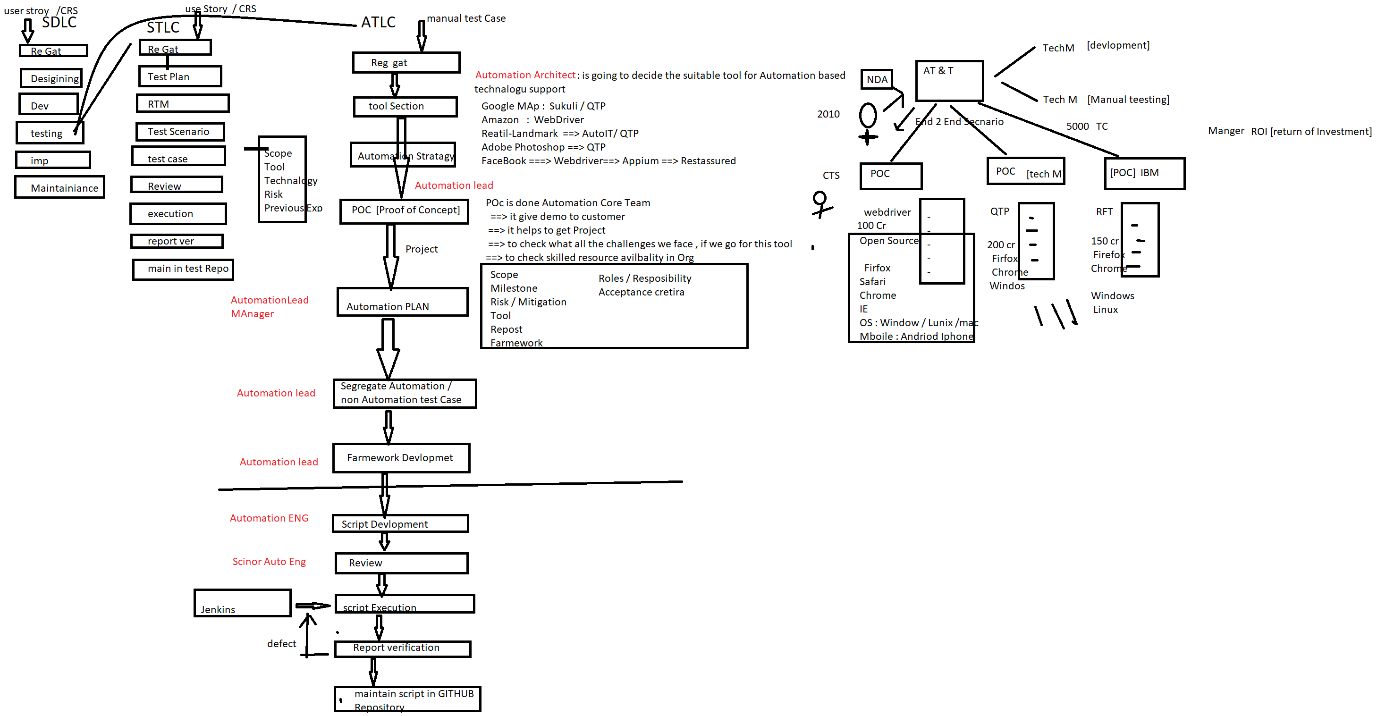 user stroy /CRS
SDLC
Re Gat
Desigining
Dev
testing
imp
Maintainiance
use Story / CRS
STLC
Re Gat
Test Plan
RTM
Test Scenario
test case
Review
execution
report ver
main in test Repo
Scope
Tool
Technalogy
Risk
Previous Exp
ATLC
manual test Case
Reg gat
tool Section
Automation Stratagy
Automation lead
POC [Proof of Concept]
Project
AutomationLead
MAnager
Automation PLAN
Automation lead
Segregate Automation /
non Automation test Case
Automation lead
Farmework Devlopmet
Automation ENG
Script Devlopment
Scinor Auto Eng
Review
Jenkins
script Execution
defect
Report verification
maintain script in GITHUB
Repository
Automation Architect : is going to decide the suitable tool for Automation based
technalogu support
Google MAp : Sukuli / QTP
Amazon : WebDriver
Reatil-Landmark ==> AutoIT/ QTP
Adobe Photoshop ==> QTP
FaceBook ===> Webdriver==> Appium ==> Restassured
POc is done Automation Core Team
==> it give demo to customer
==> it helps to get Project
==> to check what all the challenges we face , if we go for this tool
==> to check skilled resource avilbality in Org
Scope
Milestone
Risk / Mitigation
Tool
Repost
Farmework
Roles / Resposibility
Acceptance cretira
NDA
2010
AT & T
TechM [devlopment]
Tech M [Manual teesting]
End 2 End Secnario
5000 TC
Manger ROI [return of Investment]
CTS
POC
POC [tech M
[POC] IBM
webdriver
100 Cr
Open Source
Firfox
Safari
Chrome
IE
OS : Window / Lunix /mac
Mboile : Andriod Iphone
QTP
200 cr
Firfox
Chrome
Windos
RFT
150 cr
Firefox
Chrome
Windows
Linux